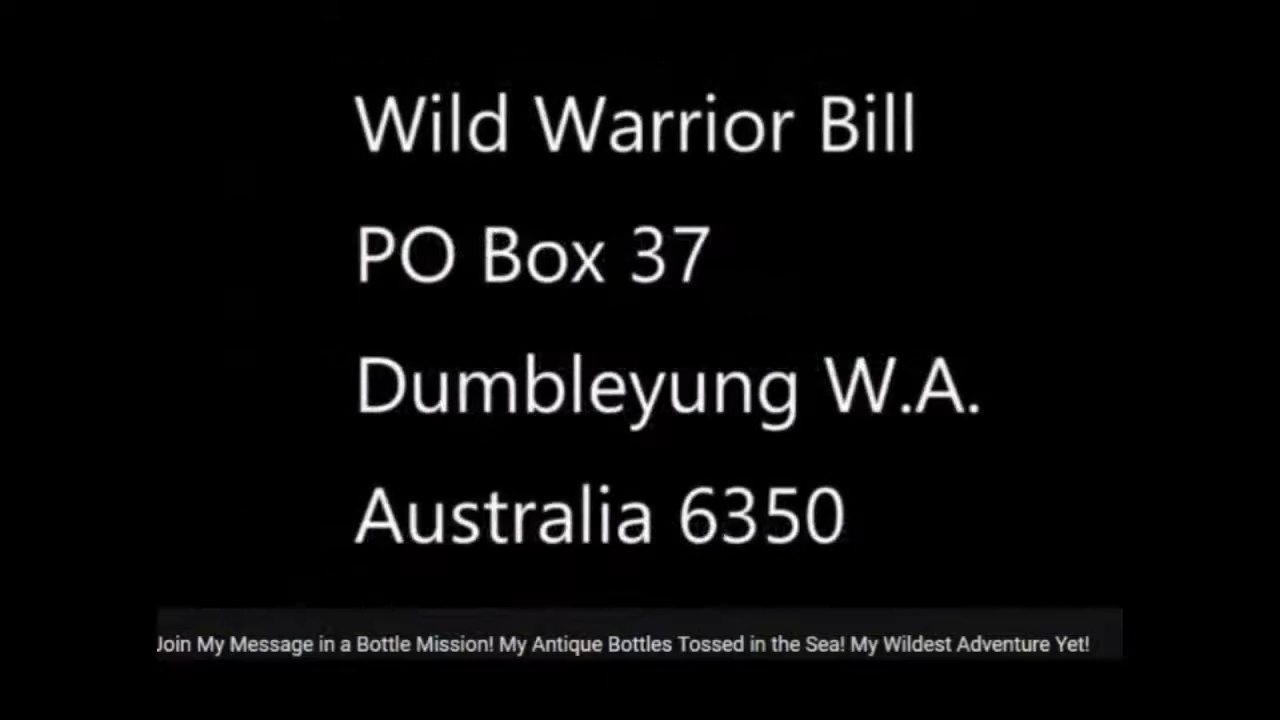 Wild Warrior Bill
PO Box 37
Dumbleyung W.A.
Australia 6350
Join My Message in a Bottle Mission! My Antique Bottles Tossed in the Sea! My Wildest Adventure Yet!